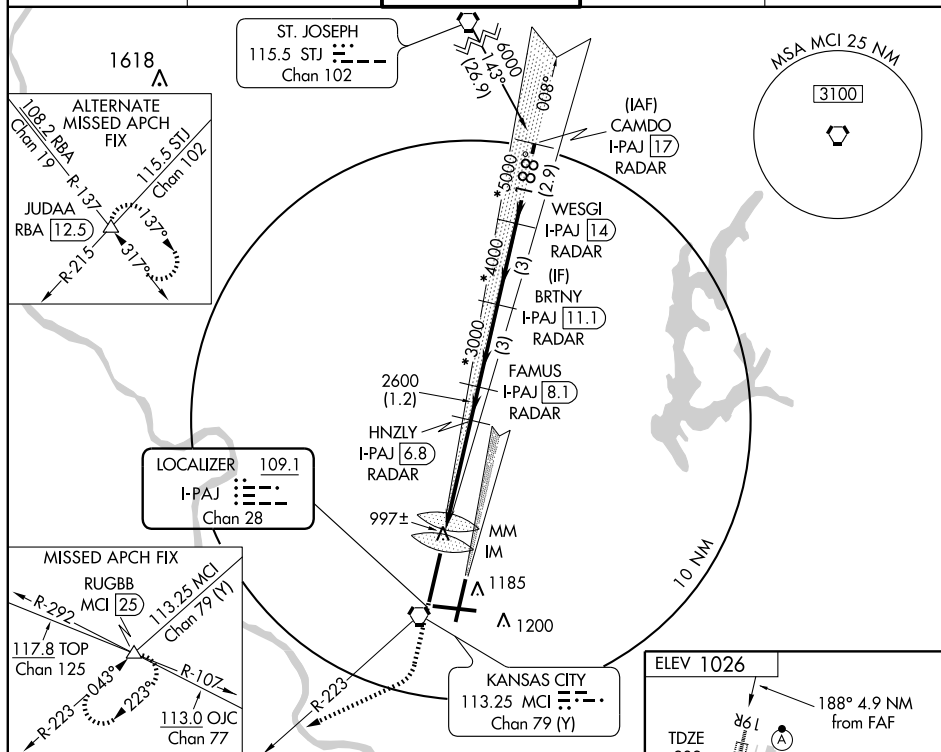 1618
ST. JOSEPH
115.5 STJ
Chan 102
6000
143°
(26.9)
008°
MSA MCI 25 NM
3100
ALTERNATE
MISSED APCH
FIX
108.2 RBA
Chan 19
115.5 STJ
Chan 102
R-137
JUDAA
RBA 12.5
137°
317°
R-215
(IAF)
CAMDO
I-PAJ 17
RADAR
*5000
188°
(2.9)
WESGI
I-PAJ 14
RADAR
*4000
(3)
(IF)
BRTNY
I-PAJ 11.1
RADAR
*3000
(3)
FAMUS
I-PAJ 8.1
RADAR
2600
(1.2)
HNZLY
I-PAJ 6.8
RADAR
LOCALIZER 109.1
I-PAJ
Chan 28
997±
MM
IM
1185
1200
10 NM
MISSED APCH FIX
RUGBB
MCI 25
113.25 MCI
Chan 79 (Y)
R-292
117.8 TOP
Chan 125
043°
223°
R-107
R-223
113.0 OJC
Chan 77
R-223
KANSAS CITY
113.25 MCI
Chan 79 (Y)
ELEV 1026
188° 4.9 NM
from FAF
19R
A
TDZE